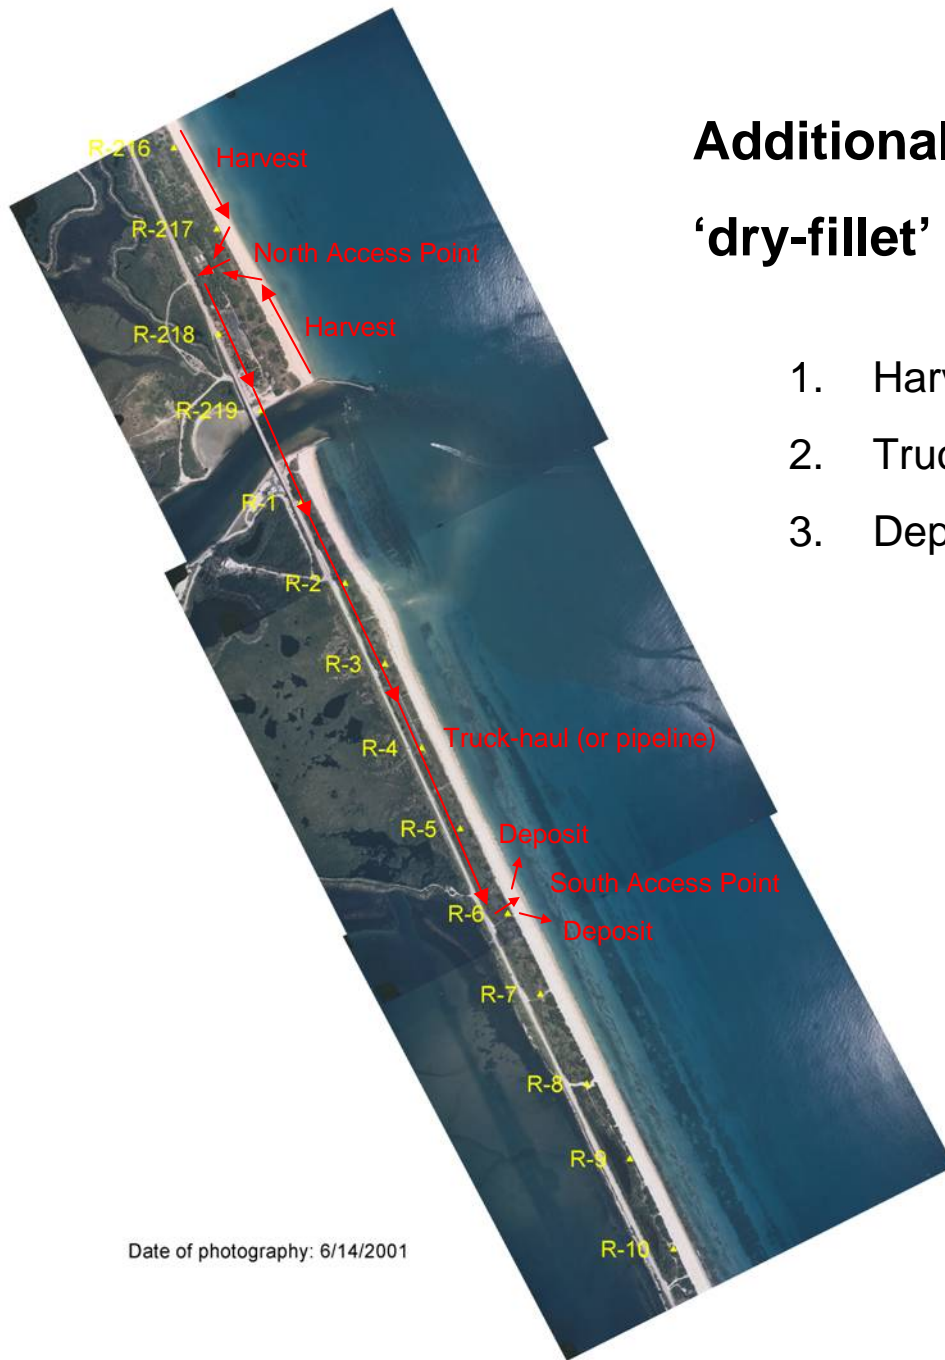 Additional
‘dry-fillet’
1. Har
2. Truc
3. Dep
R-216
Harvest
R-217
North Access Point
R-218
Harvest
R-219
R-1
R-2
R-3
R-4
Truck-haul (or pipeline)
R-5
Deposit
South Access Point
R-6
Deposit
R-7
R-8
R-9
R-10
Date of photography: 6/14/2001